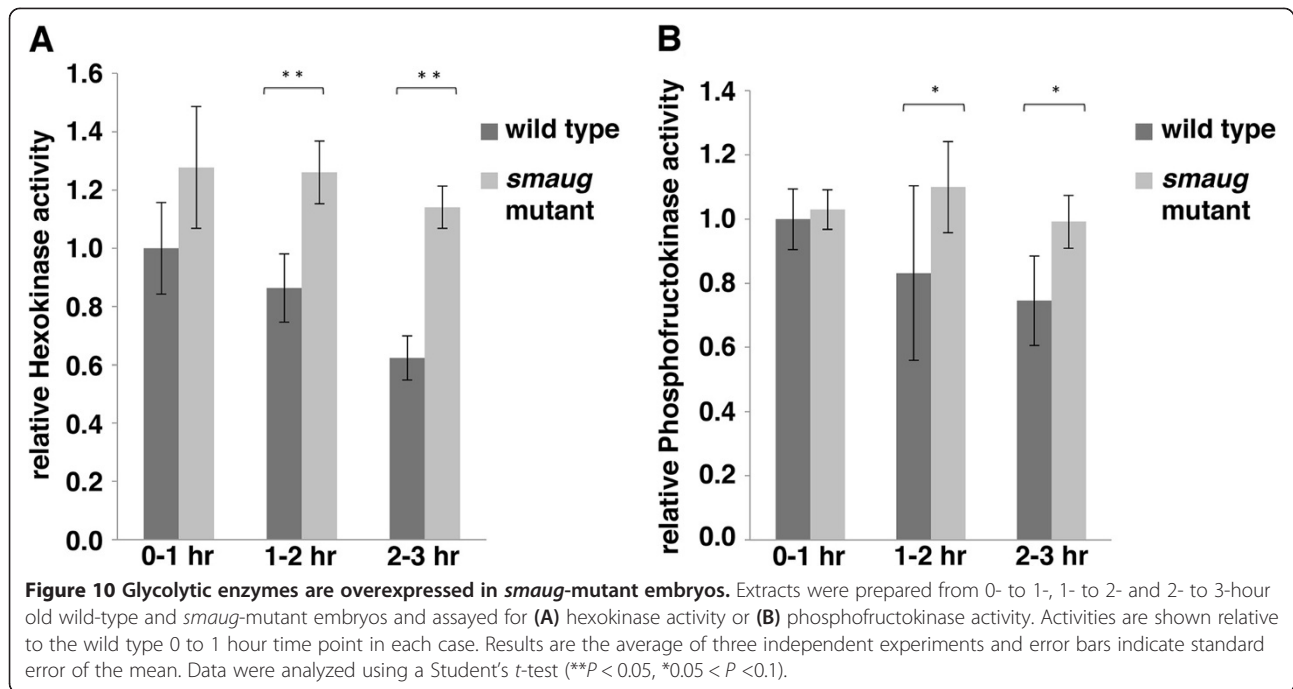 A
B
relative Hexokinase activity
1.6
1.4
1.2
1.0
0.8
0.6
0.4
0.2
0.0
* *
* *
wild type
smaug
mutant
0-1 hr
1-2 hr
2-3 hr
relative Phosphofructokinase activity
1.4
1.2
1.0
0.8
0.6
0.4
0.2
0.0
*
*
wild type
smaug
mutant
0-1 hr
1-2 hr
2-3 hr
Figure 10 Glycolytic enzymes are overexpressed in smaug-mutant embryos. Extracts were prepared from 0- to 1-, 1- to 2- and 2- to 3-hour
old wild-type and smaug-mutant embryos and assayed for (A) hexokinase activity or (B) phosphofructokinase activity. Activities are shown relative
to the wild type 0 to 1 hour time point in each case. Results are the average of three independent experiments and error bars indicate standard
error of the mean. Data were analyzed using a Student's t-test (**P < 0.05, *0.05 < P <0.1).